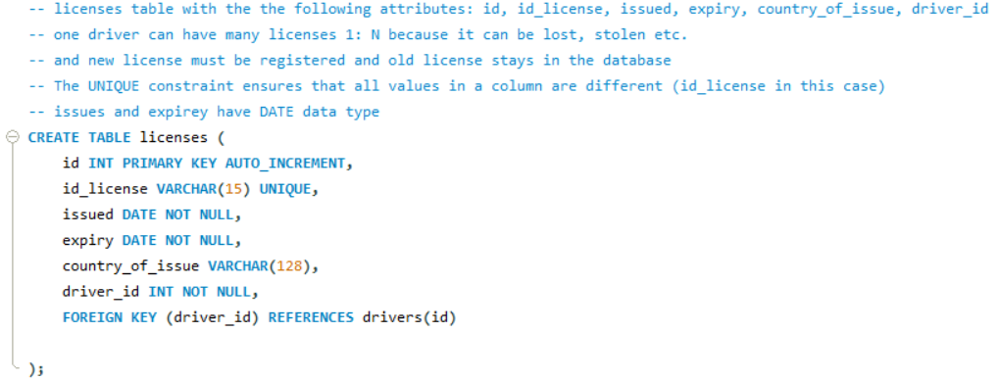 -- licenses table with the the following attributes: id, id_license, issued, expiry, country_of_issue, driver_id
-- one driver can have many licenses 1: N because it can be lost, stolen etc.
-- and new license must be registered and old license stays in the database
-- The UNIQUE constraint ensures that all values in a column are different (id_license in this case)
-- issues and expirey have DATE data type
CREATE TABLE licenses (
id INT PRIMARY KEY AUTO_INCREMENT,
id_license VARCHAR(15) UNIQUE,
issued DATE NOT NULL,
expiry DATE NOT NULL,
country_of_issue VARCHAR(128),
driver_id INT NOT NULL,
FOREIGN KEY (driver_id) REFERENCES drivers(id)
);